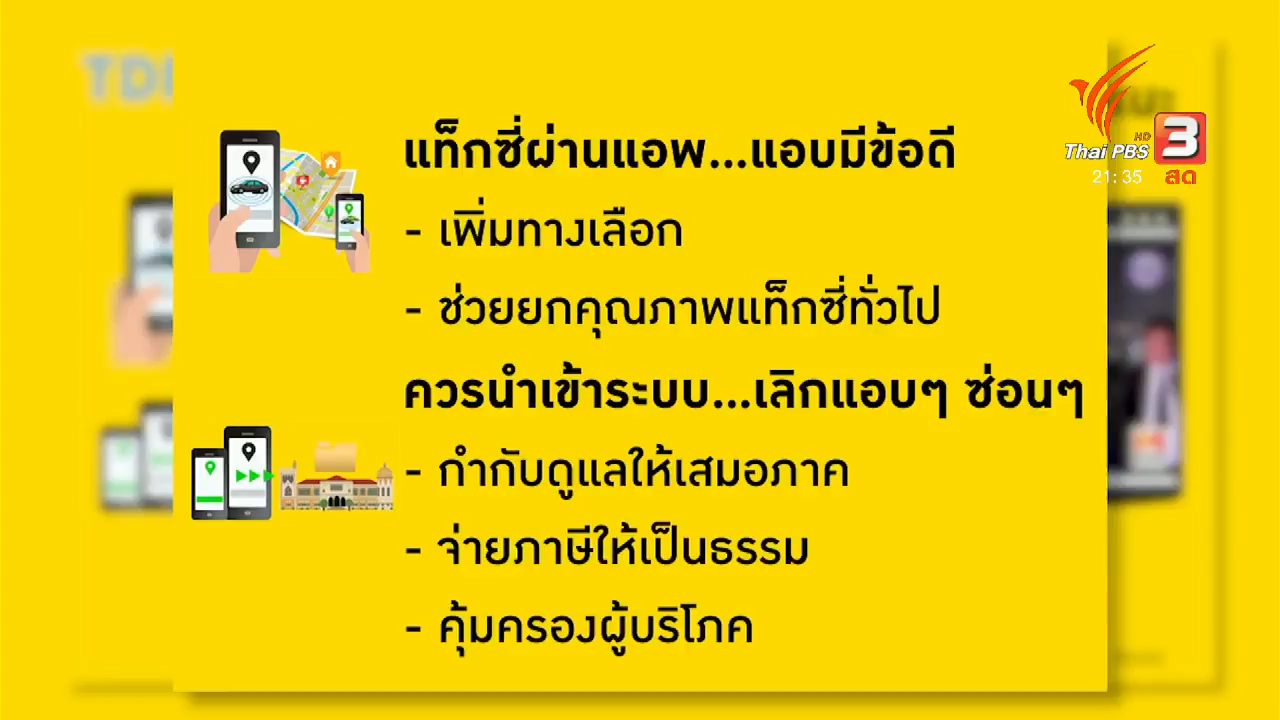 แท็กซี่ผ่านแอพ...แอบมีข้อดี
- เพิ่มทางเลือก
- ช่วยยกคุณภาพแท็กซี่ทั่วไป
ควรนำเข้าระบบ...เลิกแอบๆ ซ่อนๆ
- กำกับดูแลให้เสมอภาค
- จ่ายภาษีให้เป็นธรรม
- คุ้มครองผู้บริโภค
Thai PBS HD 3
21:35 สด